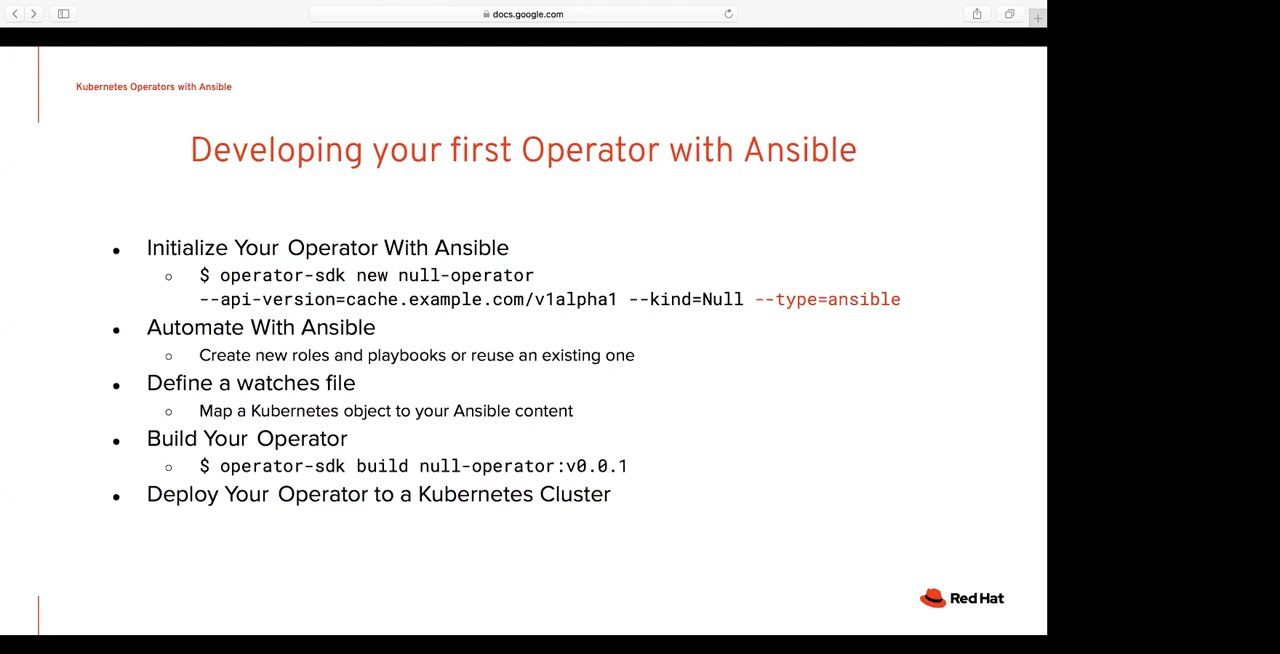 docs.google.com
Kubernetes Operators with Ansible
Developing your first Operator with Ansible
• Initialize Your Operator With Ansible
○ $ operator-sdk new null-operator
--api-version=cache.example.com/v1alpha1 --kind=Null --type=ansible
• Automate With Ansible
○ Create new roles and playbooks or reuse an existing one
• Define a watches file
○ Map a Kubernetes object to your Ansible content
• Build Your Operator
○ $ operator-sdk build null-operator:v0.0.1
• Deploy Your Operator to a Kubernetes Cluster
Red Hat